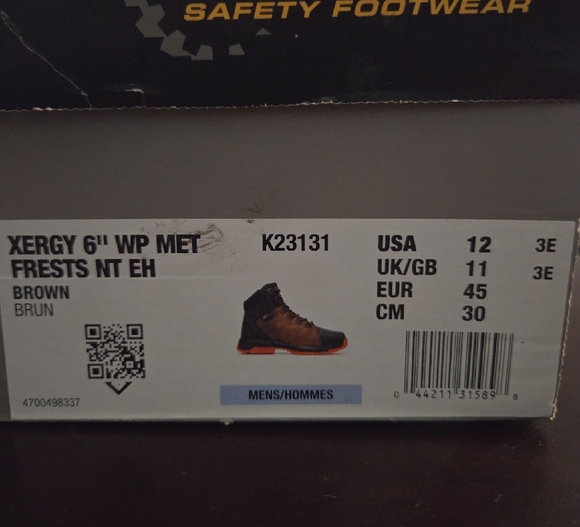 SAFETY FOOTWEAR
XERGY 6" WP MET
FRESTS NT EH
BROWN
BRUN
4700498337
K23131
MENS/HOMMES
USA 12 3E
UK/GB 11 3E
EUR 45
CM 30
0 44211 31589 8